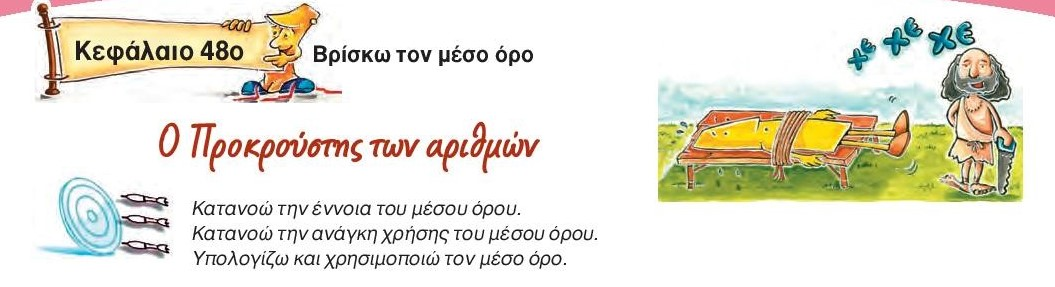 Κεφάλαιο 48ο
Βρίσκω τον μέσο όρο
χε χε χε
Ο Προκρούστης των αριθμών
Κατανοώ την έννοια του μέσου όρου.
Κατανοώ την ανάγκη χρήσης του μέσου όρου.
Υπολογίζω και χρησιμοποιώ τον μέσο όρο.